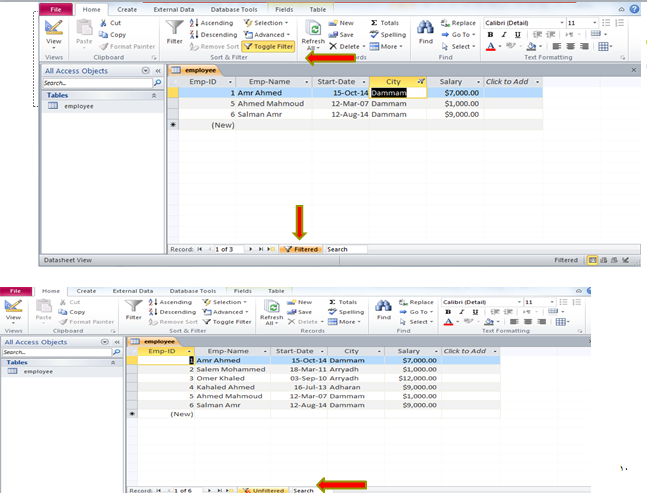 File Home Create External Data Database Tools Fields Table
View Paste Cut Copy Format Painter Filter Ascending Descending Remove Sort Selection Advanced Toggle Filter Refresh All New Save Delete Totals Spelling More Find Replace Go To Select Calibri (Detail) 11 B I U A
Views Clipboard Sort & Filter Find Text Formatting
All Access Objects employee
Search... Emp-ID Emp-Name Start-Date City Salary Click to Add
Tables 1 Amr Ahmed 15-Oct-14 Dammam $7,000.00
employee 5 Ahmed Mahmoud 12-Mar-07 Dammam $1,000.00
6 Salman Amr 12-Aug-14 Dammam $9,000.00
(New)
Record: 1 of 3 Filtered Search
Datasheet View Filtered
File Home Create External Data Database Tools Fields Table
View Paste Cut Copy Format Painter Filter Ascending Descending Remove Sort Selection Advanced Toggle Filter Refresh All New Save Delete Totals Spelling More Find Replace Go To Select Calibri (Detail) 11 B I U A
Views Clipboard Sort & Filter Records Find Text Formatting
All Access Objects employee
Search... Emp-ID Emp-Name Start-Date City Salary Click to Add
Tables 1 Amr Ahmed 15-Oct-14 Dammam $7,000.00
employee 2 Salem Mohammed 18-Mar-11 Arryadh $1,000.00
3 Omer Khaled 03-Sep-10 Arryadh $12,000.00
4 Kahaled Ahmed 16-Jul-13 Adharan $9,000.00
5 Ahmed Mahmoud 12-Mar-07 Dammam $1,000.00
6 Salman Amr 12-Aug-14 Dammam $9,000.00
(New)
١٠
Record: 1 of 6 Unfiltered Search